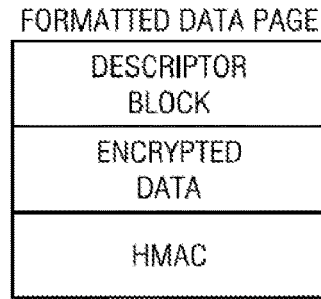 FORMATTED DATA PAGE
DESCRIPTOR
BLOCK
ENCRYPTED
DATA
HMAC